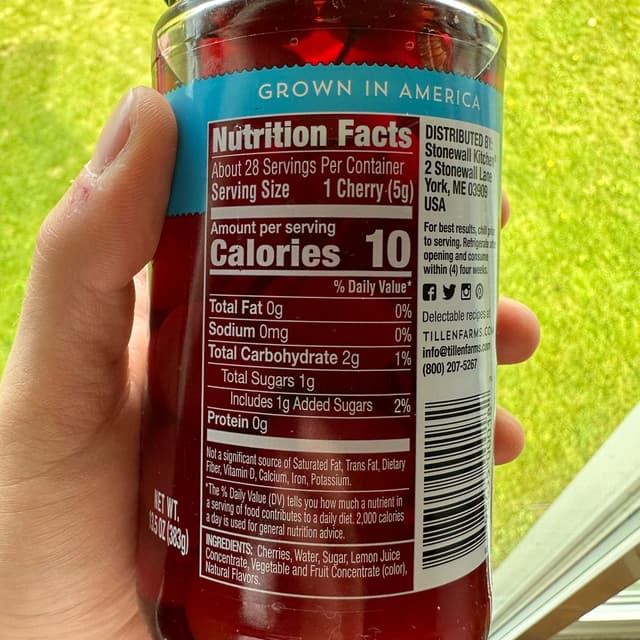 GROWN IN AMERICA
Nutrition Facts
About 28 Servings Per Container
Serving Size 1 Cherry (5g)
Amount per serving
Calories 10
% Daily Value*
Total Fat 0g 0%
Sodium 0mg 0%
Total Carbohydrate 2g 1%
Total Sugars 1g
Includes 1g Added Sugars 2%
Protein 0g
Not a significant source of Saturated Fat, Trans Fat, Dietary
Fiber, Vitamin D, Calcium, Iron, Potassium.
*The % Daily Value (DV) tells you how much a nutrient in
a serving of food contributes to a daily diet. 2,000 calories
a day is used for general nutrition advice.
INGREDIENTS: Cherries, Water, Sugar, Lemon Juice
Concentrate, Vegetable and Fruit Concentrate (color),
Natural Flavors.
DISTRIBUTED BY:
Stonewall Kitchen®
2 Stonewall Lane
York, ME 03909
USA
For best results, chill prior
to serving. Refrigerate after
opening and consume
within (4) four weeks.
Delectable recipes at
TILLENFARMS.COM
info@tillenfarms.com
(800) 207-5267
NET WT.
13.5 OZ (383g)